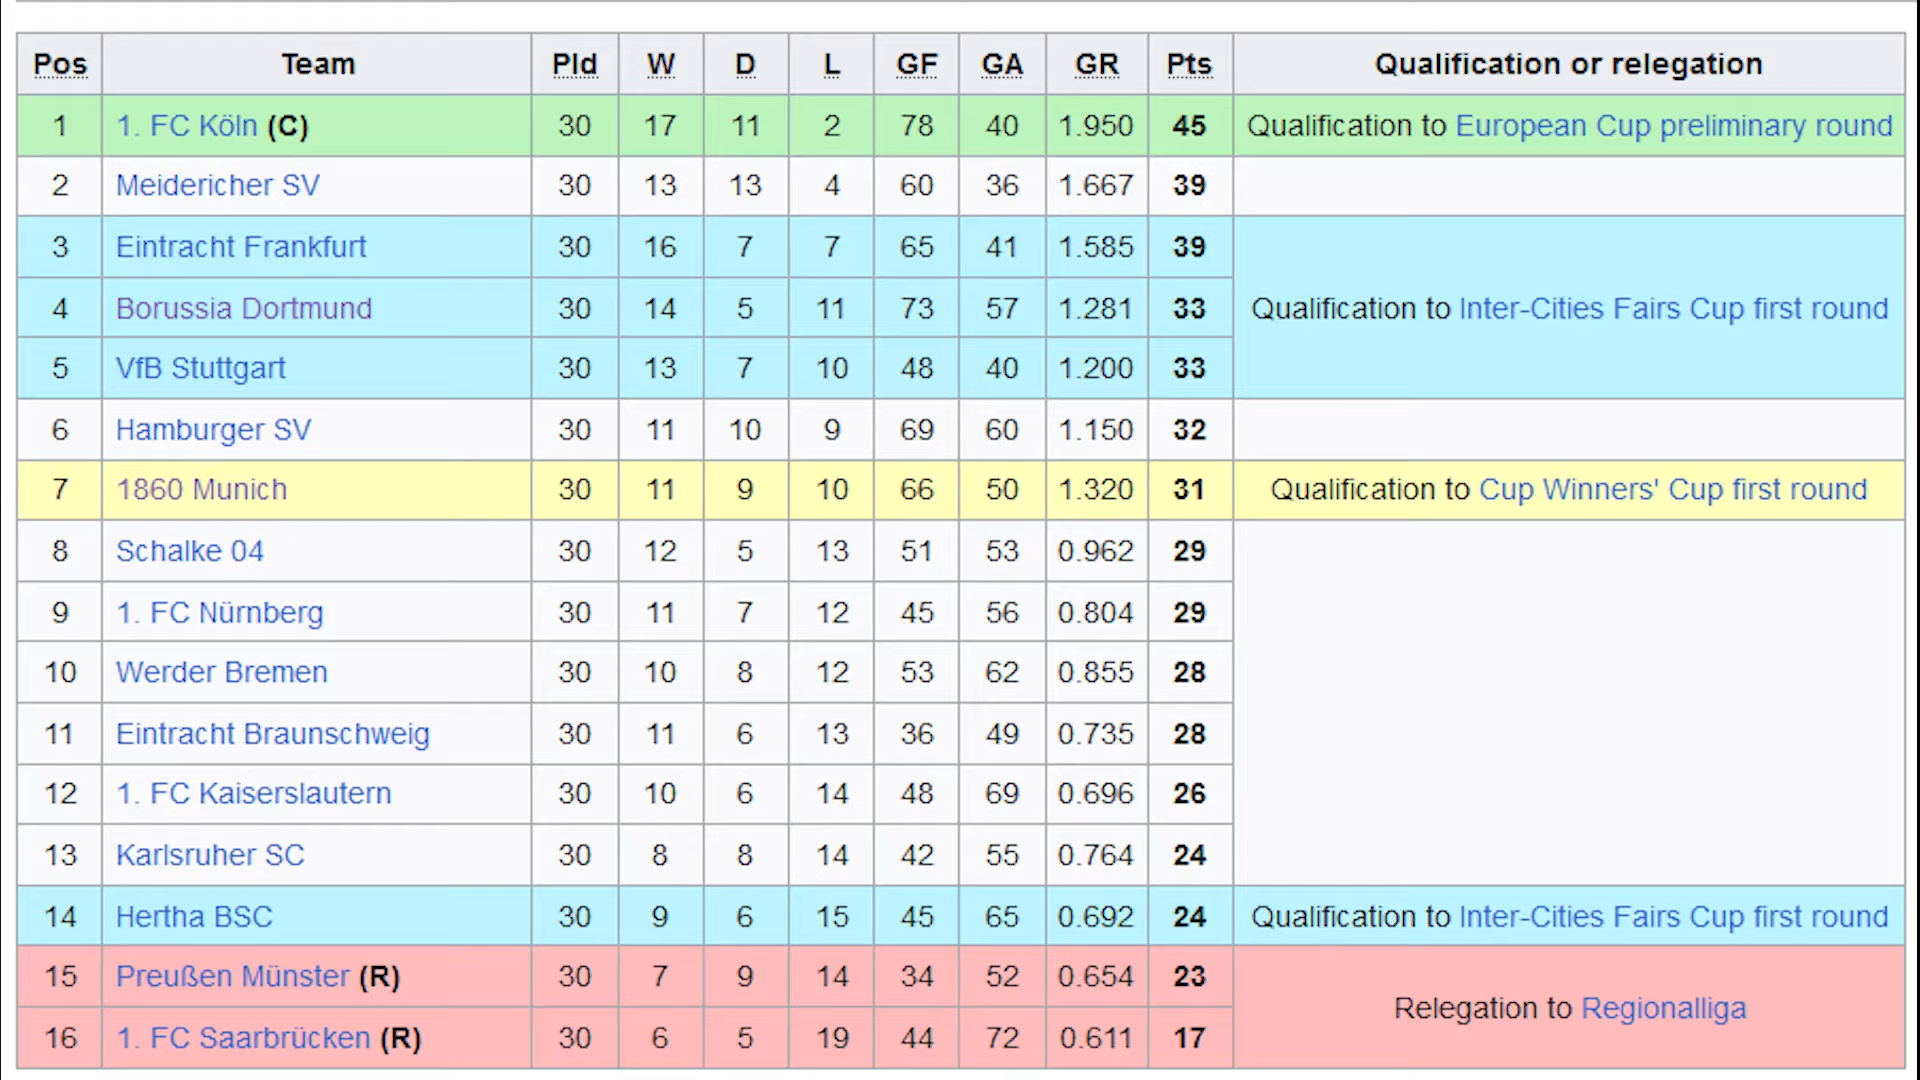 Pos Team Pld W D L GF GA GR Pts Qualification or relegation
1 1. FC Köln (C) 30 17 11 2 78 40 1.950 45 Qualification to European Cup preliminary round
2 Meidericher SV 30 13 13 4 60 36 1.667 39
3 Eintracht Frankfurt 30 16 7 7 65 41 1.585 39
4 Borussia Dortmund 30 14 5 11 73 57 1.281 33 Qualification to Inter-Cities Fairs Cup first round
5 VfB Stuttgart 30 13 7 10 48 40 1.200 33
6 Hamburger SV 30 11 10 9 69 60 1.150 32
7 1860 Munich 30 11 9 10 66 50 1.320 31 Qualification to Cup Winners' Cup first round
8 Schalke 04 30 12 5 13 51 53 0.962 29
9 1. FC Nürnberg 30 11 7 12 45 56 0.804 29
10 Werder Bremen 30 10 8 12 53 62 0.855 28
11 Eintracht Braunschweig 30 11 6 13 36 49 0.735 28
12 1. FC Kaiserslautern 30 10 6 14 48 69 0.696 26
13 Karlsruher SC 30 8 8 14 42 55 0.764 24
14 Hertha BSC 30 9 6 15 45 65 0.692 24 Qualification to Inter-Cities Fairs Cup first round
15 Preußen Münster (R) 30 7 9 14 34 52 0.654 23
Relegation to Regionalliga
16 1. FC Saarbrücken (R) 30 6 5 19 44 72 0.611 17